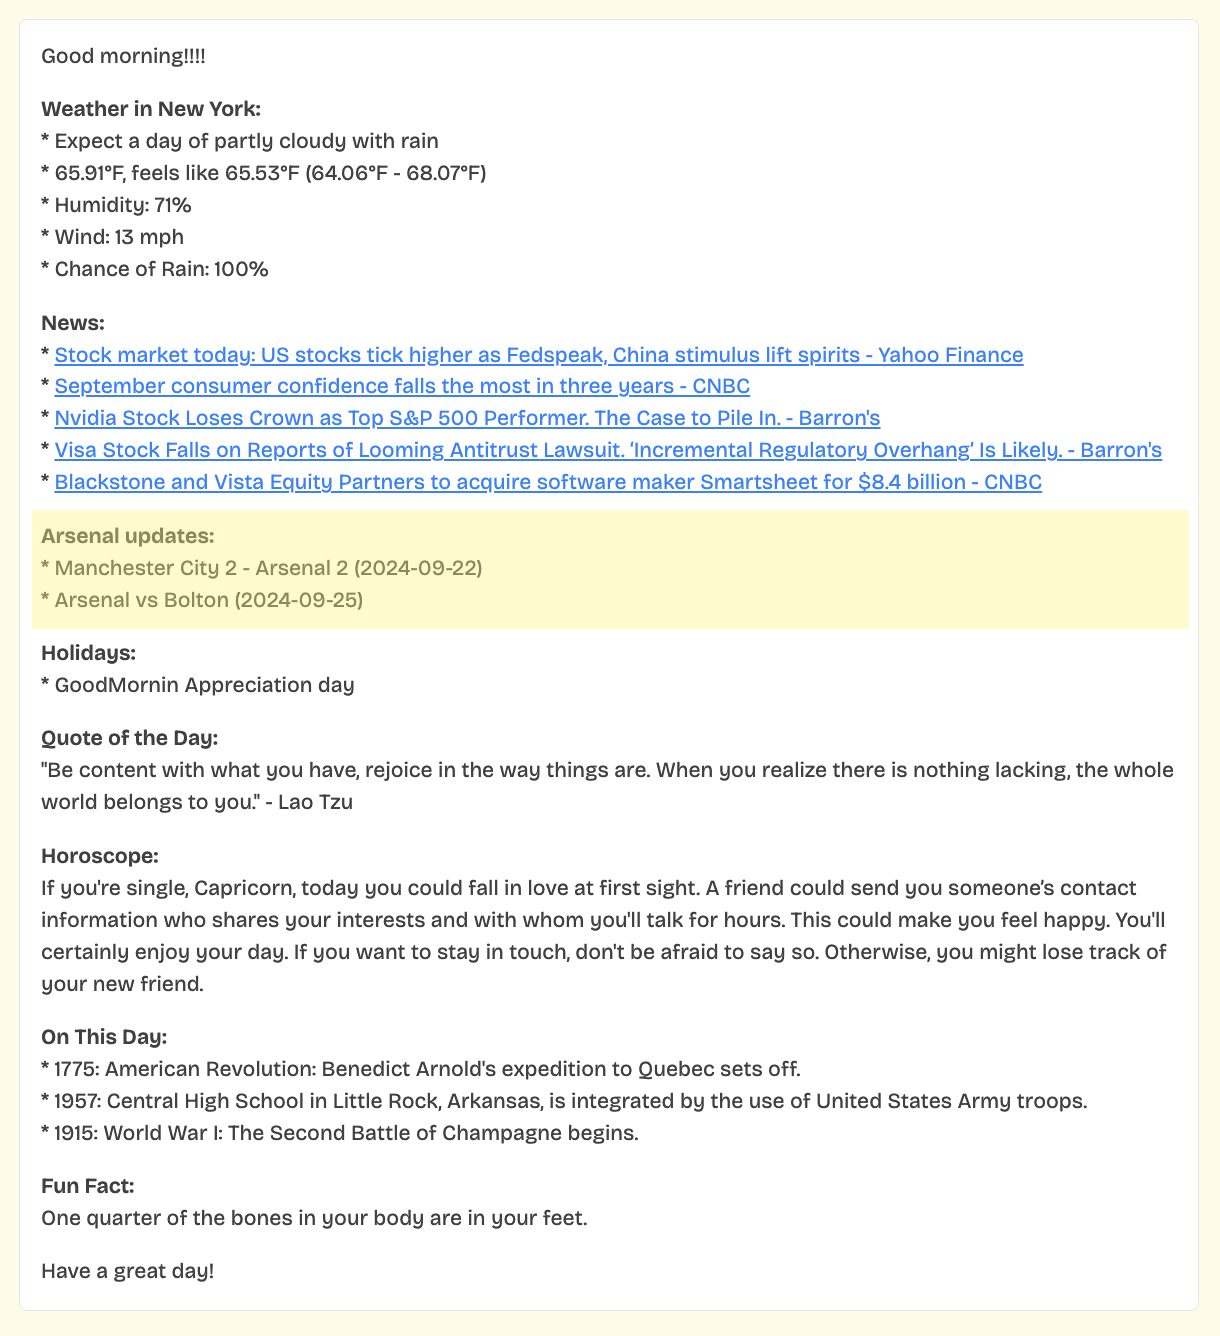 Good morning!!!!
Weather in New York:
* Expect a day of partly cloudy with rain
* 65.91°F, feels like 65.53°F (64.06°F - 68.07°F)
* Humidity: 71%
* Wind: 13 mph
* Chance of Rain: 100%
News:
* Stock market today: US stocks tick higher as Fedspeak, China stimulus lift spirits - Yahoo Finance
* September consumer confidence falls the most in three years - CNBC
* Nvidia Stock Loses Crown as Top S&P 500 Performer. The Case to Pile In. - Barron's
* Visa Stock Falls on Reports of Looming Antitrust Lawsuit. ‘Incremental Regulatory Overhang’ Is Likely. - Barron's
* Blackstone and Vista Equity Partners to acquire software maker Smartsheet for $8.4 billion - CNBC
Arsenal updates:
* Manchester City 2 - Arsenal 2 (2024-09-22)
* Arsenal vs Bolton (2024-09-25)
Holidays:
* GoodMornin Appreciation day
Quote of the Day:
"Be content with what you have, rejoice in the way things are. When you realize there is nothing lacking, the whole
world belongs to you." - Lao Tzu
Horoscope:
If you're single, Capricorn, today you could fall in love at first sight. A friend could send you someone’s contact
information who shares your interests and with whom you'll talk for hours. This could make you feel happy. You'll
certainly enjoy your day. If you want to stay in touch, don't be afraid to say so. Otherwise, you might lose track of
your new friend.
On This Day:
* 1775: American Revolution: Benedict Arnold's expedition to Quebec sets off.
* 1957: Central High School in Little Rock, Arkansas, is integrated by the use of United States Army troops.
* 1915: World War I: The Second Battle of Champagne begins.
Fun Fact:
One quarter of the bones in your body are in your feet.
Have a great day!